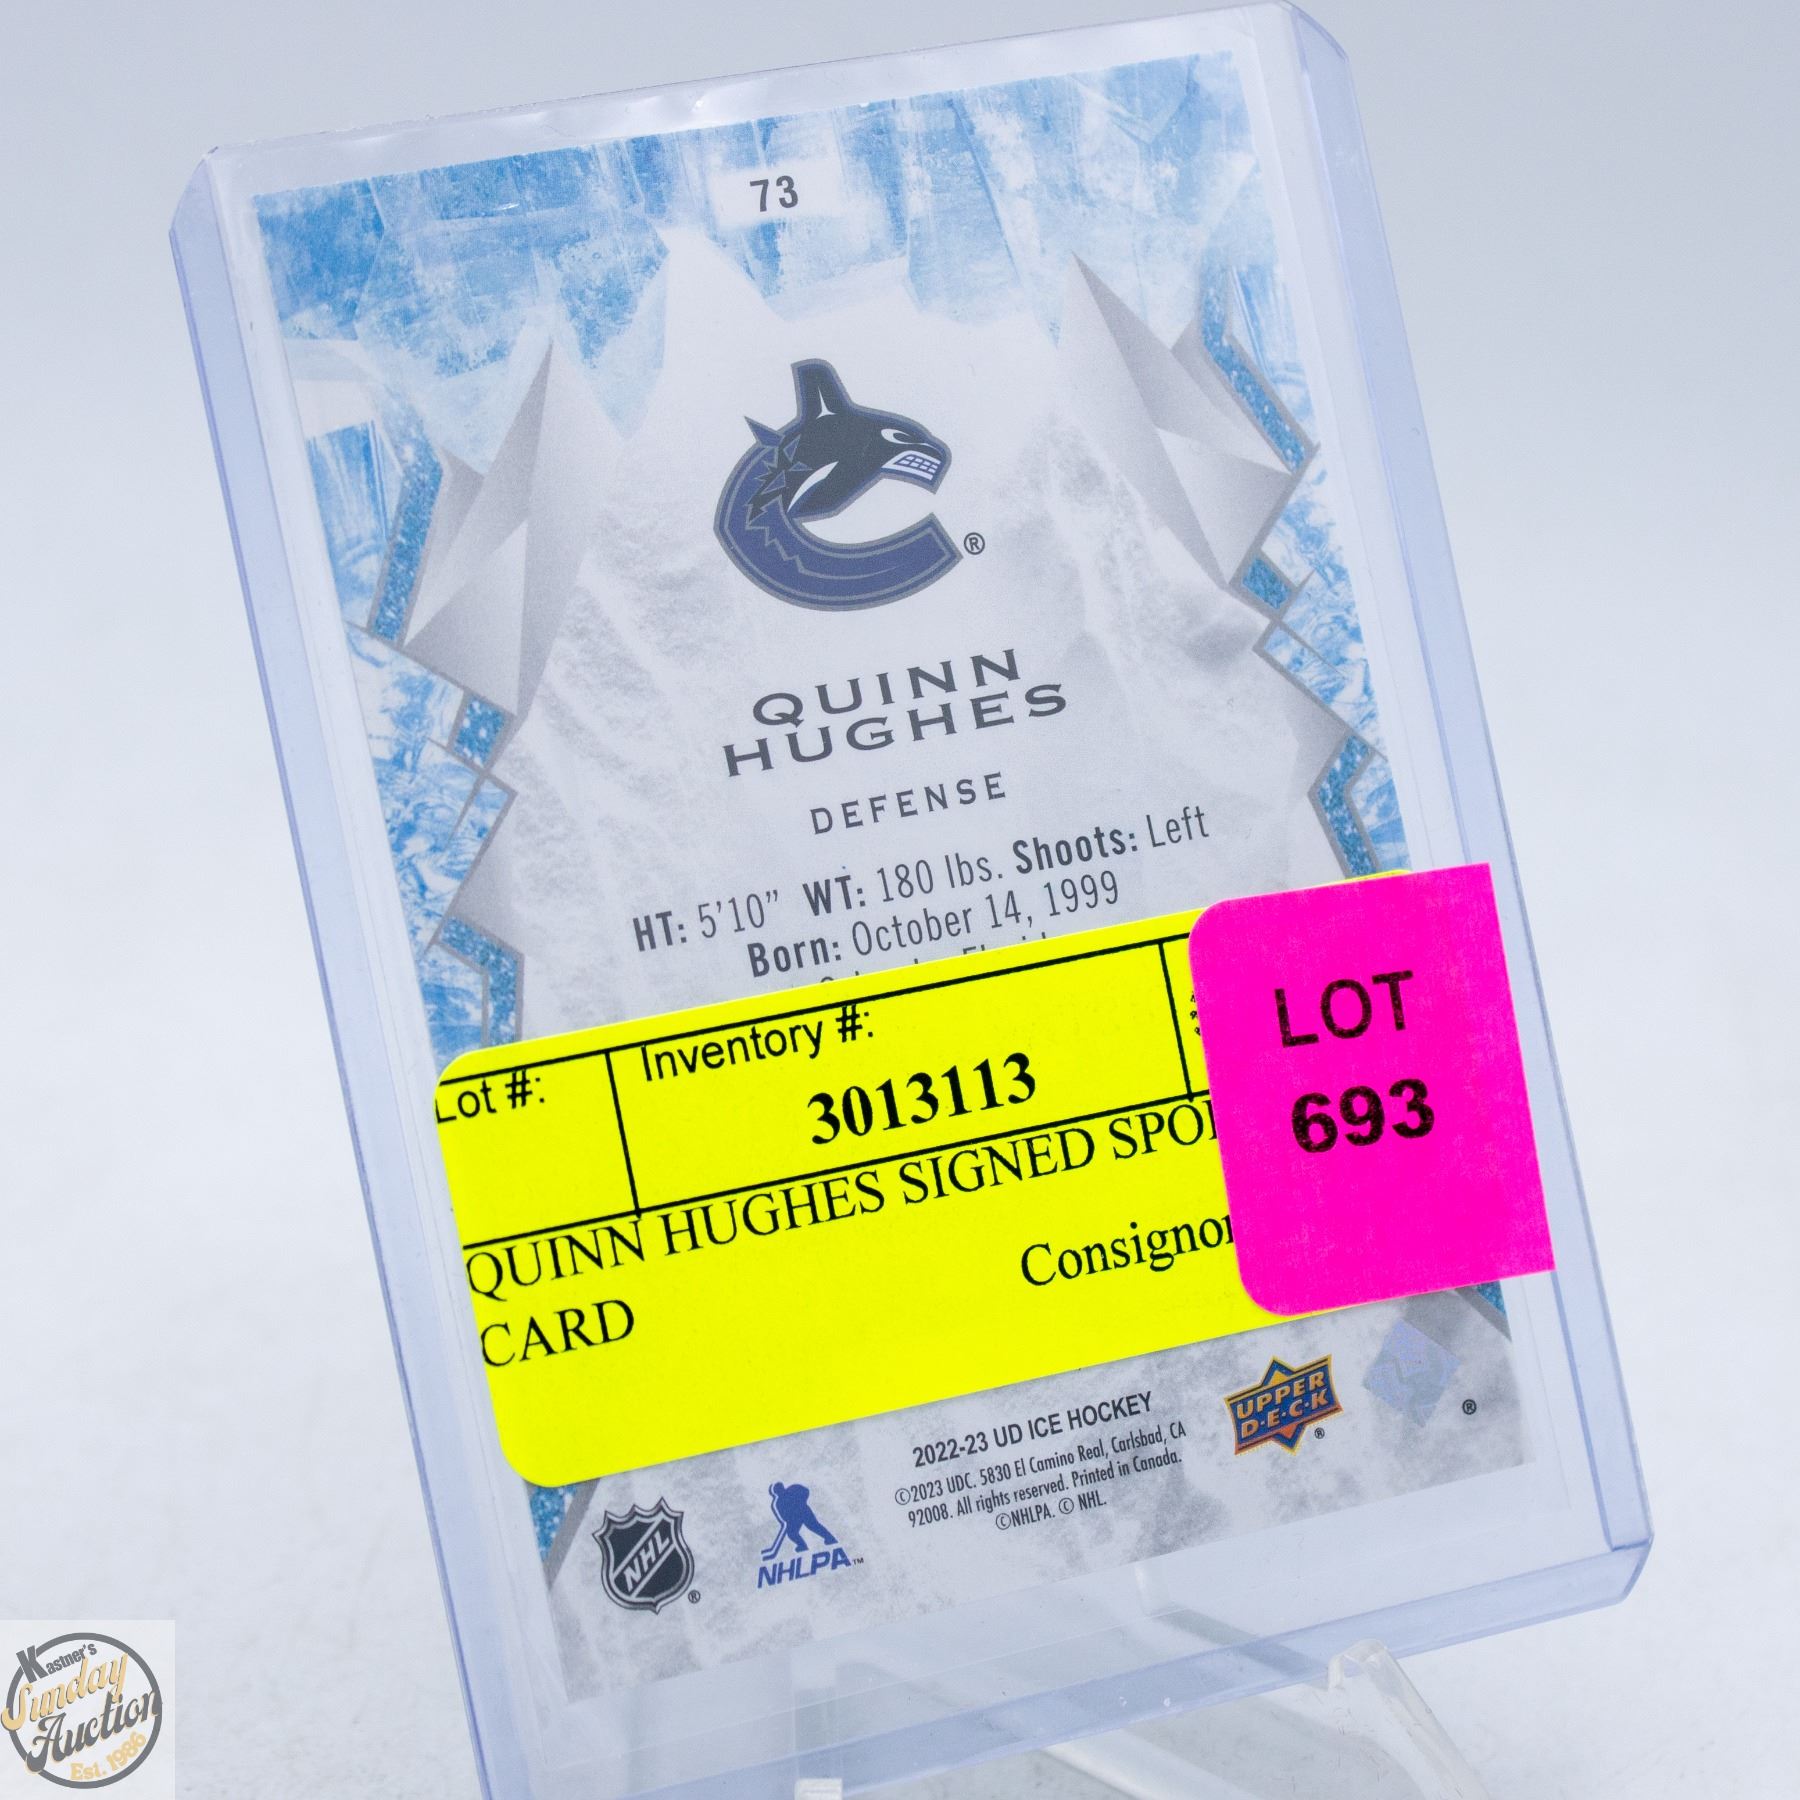 73
®
QUINN
HUGHES
DEFENSE
HT: 5'10" WT: 180 lbs. Shoots: Left
Born: October 14, 1999
Lot #:
Inventory #:
3013113
QUINN HUGHES SIGNED SPO
CARD
Consignor
LOT
693
2022-23 UD ICE HOCKEY
©2023 UDC. 5830 El Camino Real, Carlsbad, CA
92008. All rights reserved. Printed in Canada.
©NHLPA. © NHL.
UPPER
D·E·C·K
®
®
NHL
®
NHLPA™
Kastner's
Sunday
Auction
Est. 1986